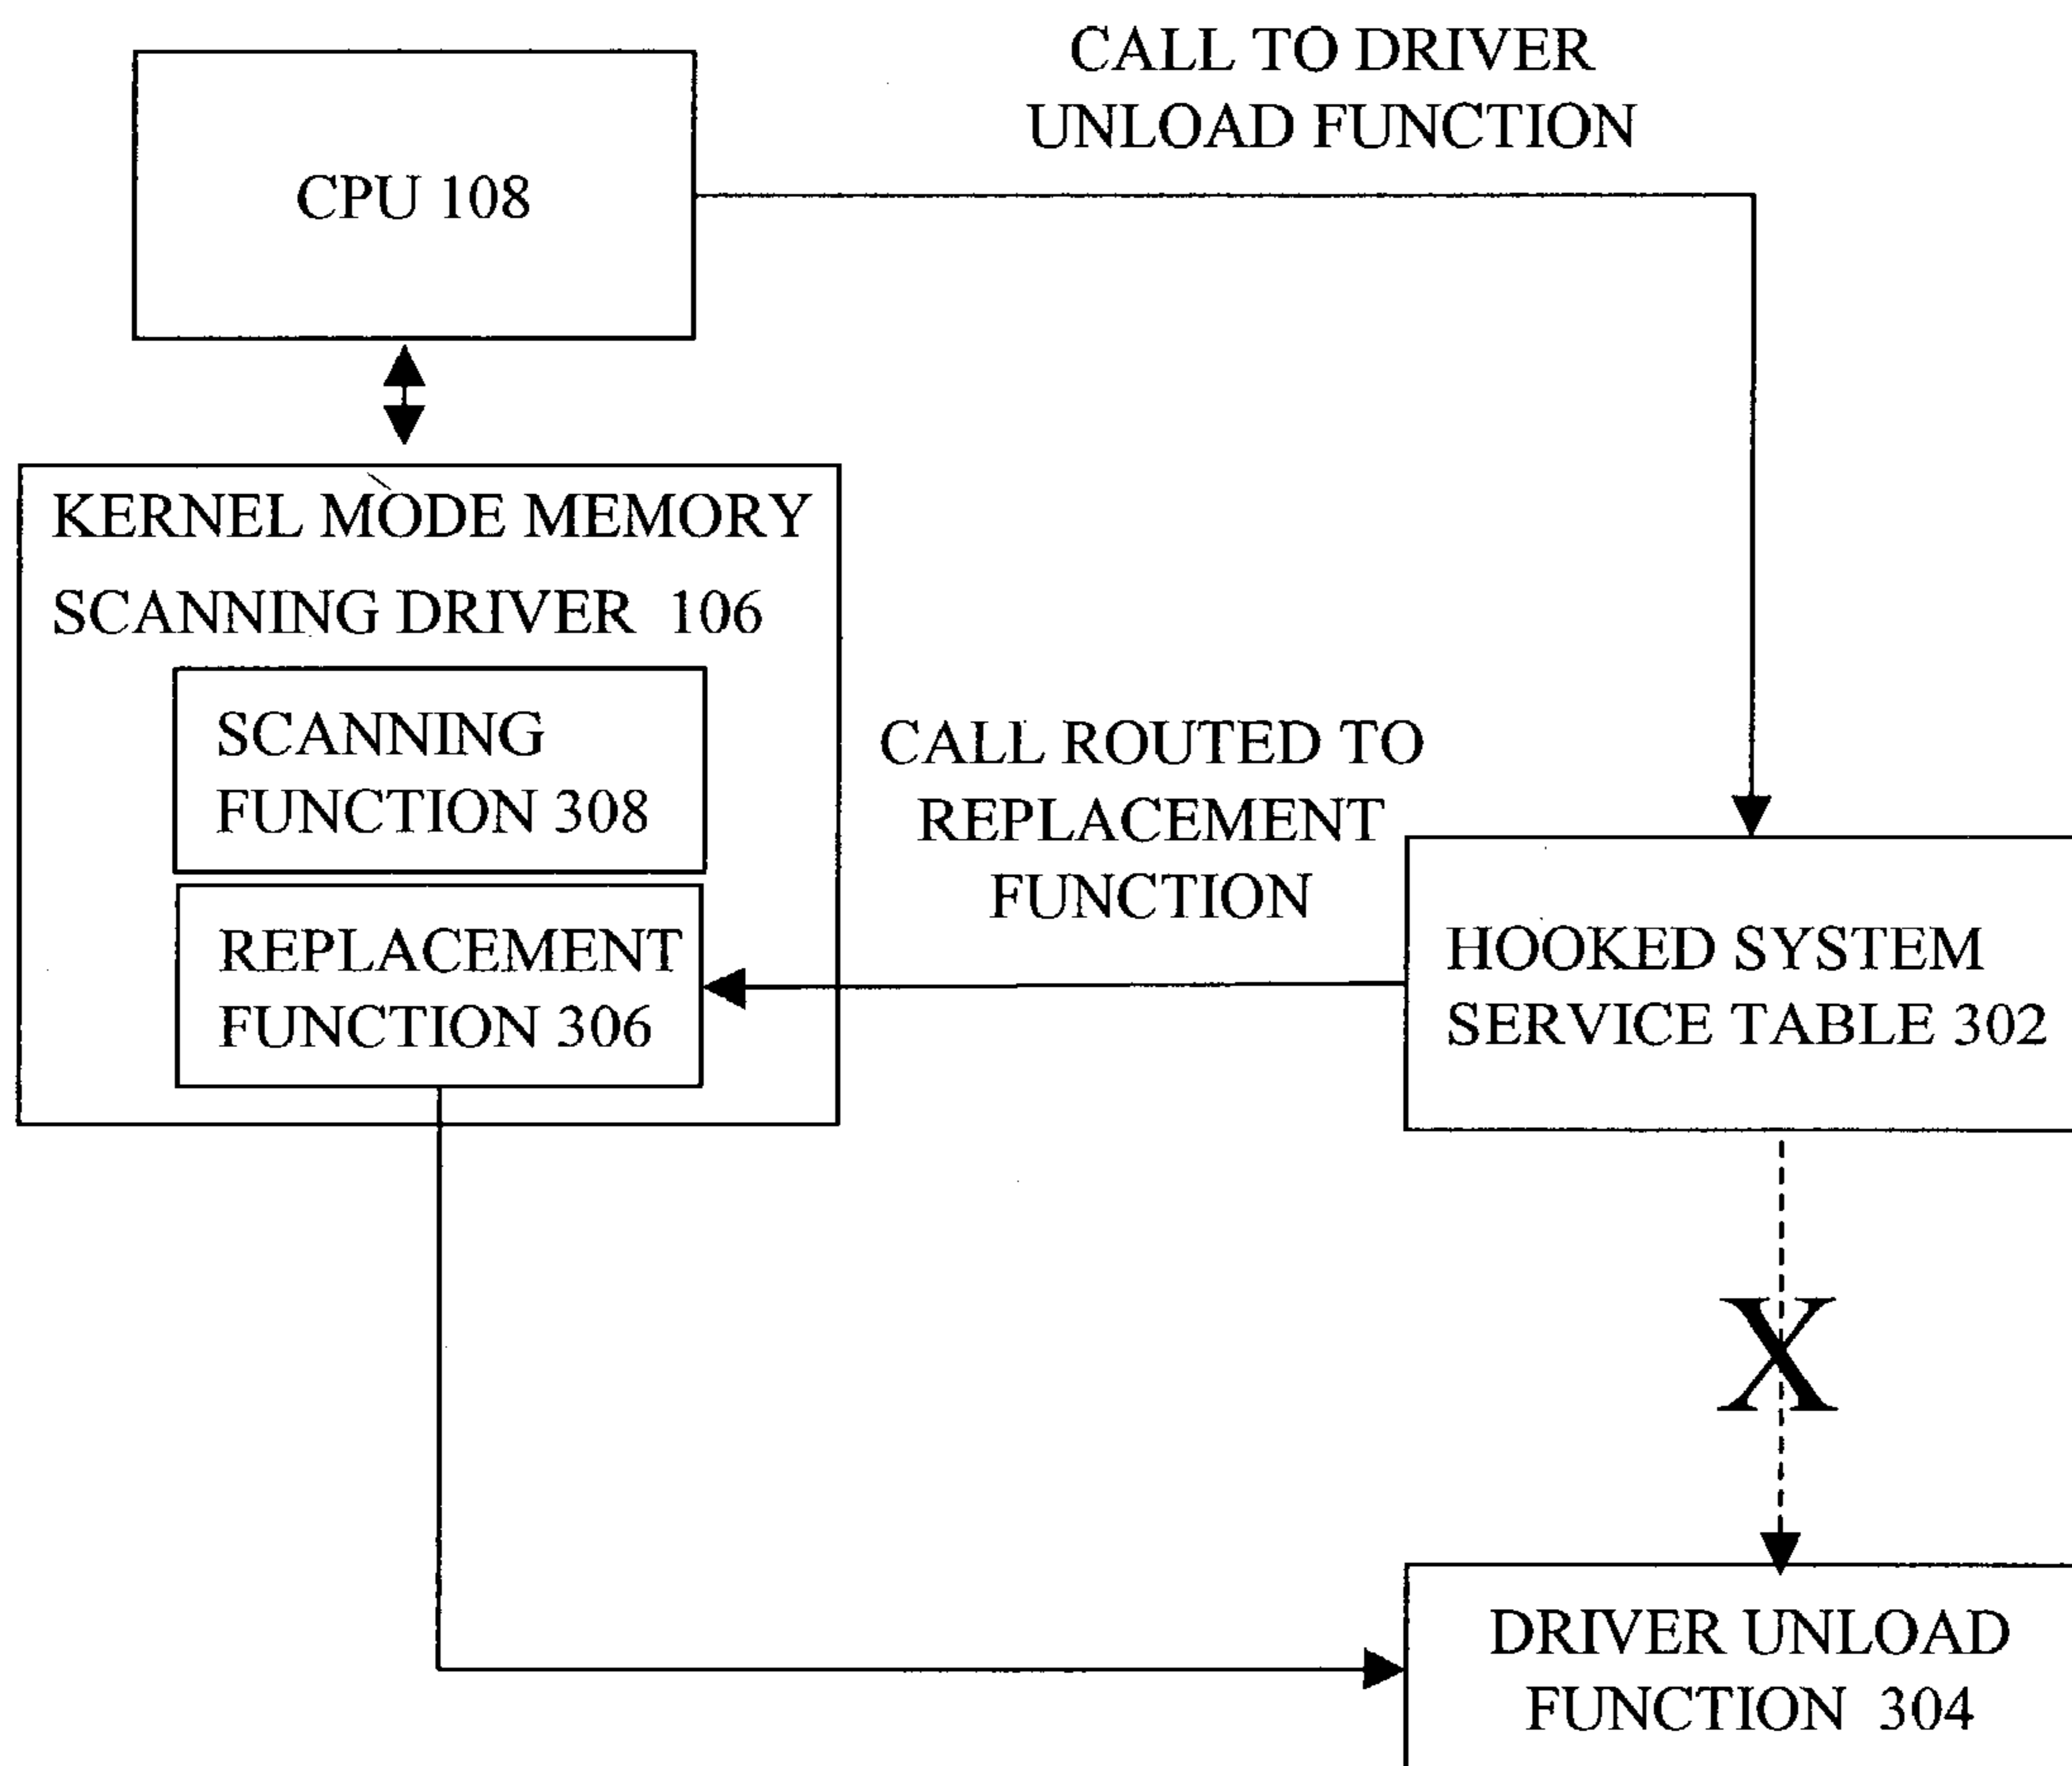 CALL TO DRIVER
UNLOAD FUNCTION
CPU 108
KERNEL MODE MEMORY
SCANNING DRIVER 106
SCANNING
FUNCTION 308
REPLACEMENT
FUNCTION 306
CALL ROUTED TO
REPLACEMENT
FUNCTION
HOOKED SYSTEM
SERVICE TABLE 302
X
DRIVER UNLOAD
FUNCTION 304